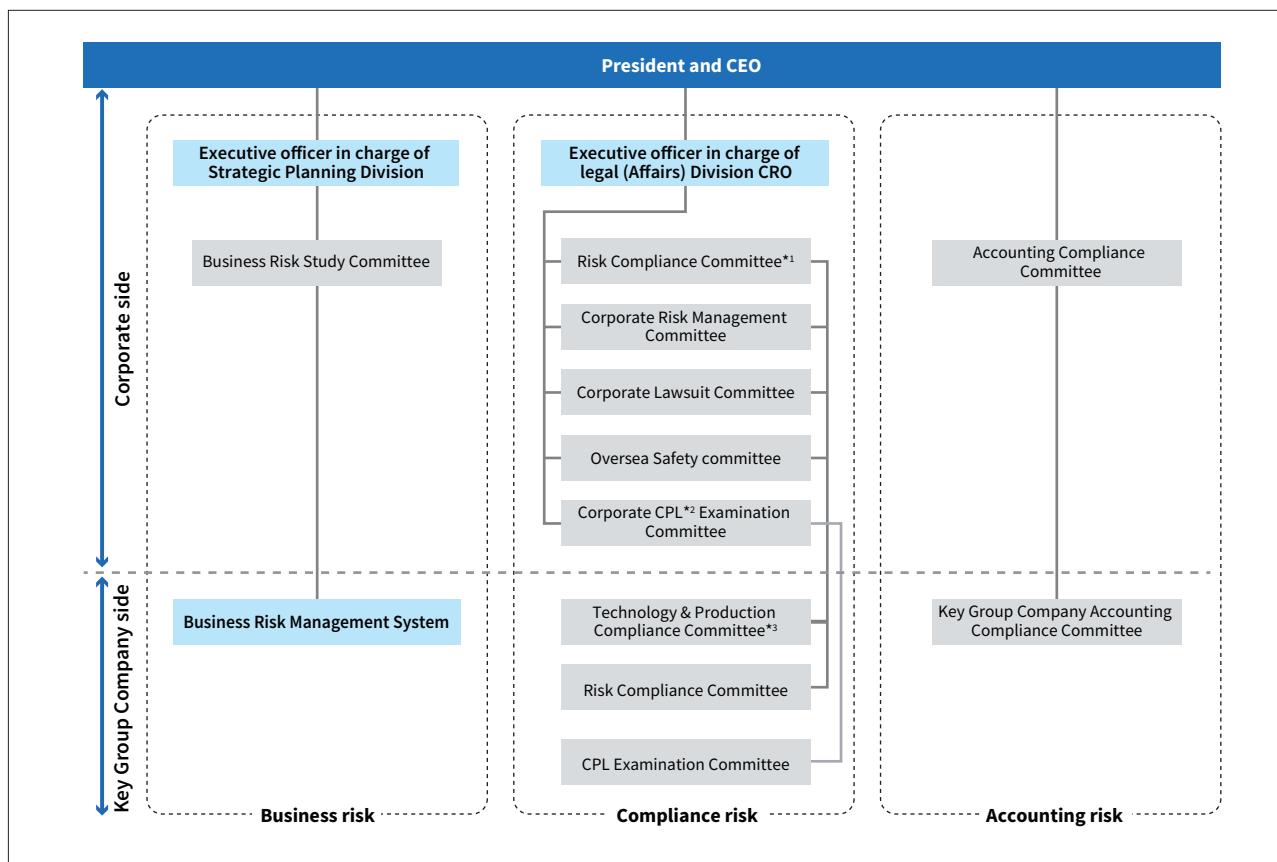 President and CEO
Corporate side
Key Group Company side
Executive officer in charge of
Strategic Planning Division
Business Risk Study Committee
Business Risk Management System
Business risk
Executive officer in charge of
legal (Affairs) Division CRO
Risk Compliance Committee*1
Corporate Risk Management
Committee
Corporate Lawsuit Committee
Oversea Safety committee
Corporate CPL*2 Examination
Committee
Technology & Production
Compliance Committee*3
Risk Compliance Committee
CPL Examination Committee
Compliance risk
Accounting Compliance
Committee
Key Group Company Accounting
Compliance Committee
Accounting risk